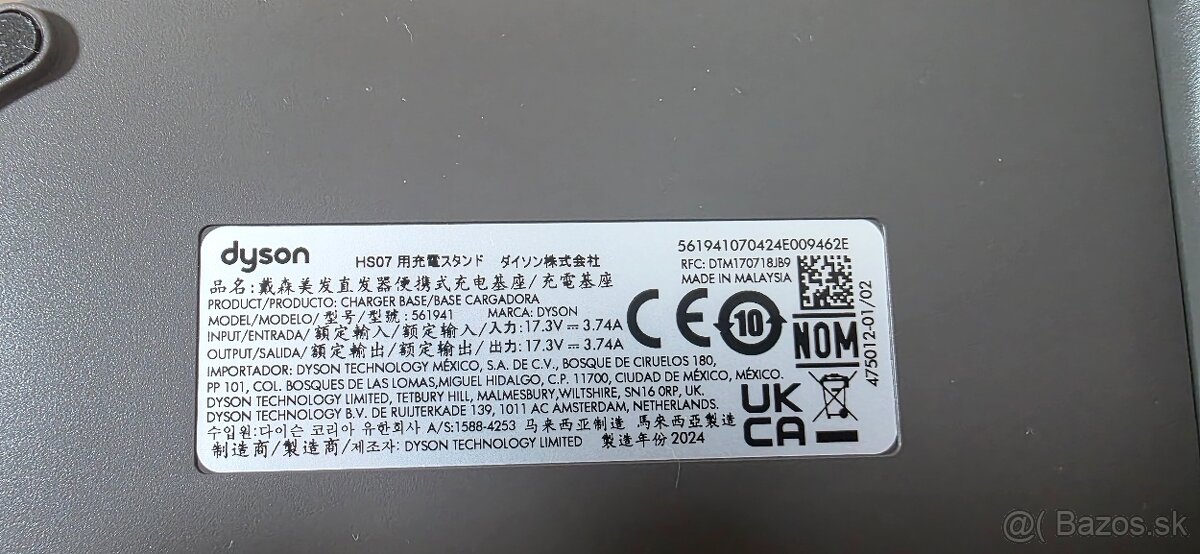 dyson
HS07 用充電スタンド ダイソン株式会社
561941070424E009462E
RFC: DTM170718JB9
MADE IN MALAYSIA
品名:戴森美发直发器便携式充电基座/充電基座
PRODUCT/PRODUCTO: CHARGER BASE/BASE CARGADORA
MODEL/MODELO/ 型号/型號: 561941 MARCA: DYSON
INPUT/ENTRADA/ 額定輸入/额定输入/入力: 17.3V ⎓ 3.74A
OUTPUT/SALIDA/ 額定輸出/额定输出/出力: 17.3V ⎓ 3.74A
IMPORTADOR: DYSON TECHNOLOGY MÉXICO, S.A. DE C.V., BOSQUE DE CIRUELOS 180,
PP 101, COL. BOSQUES DE LAS LOMAS,MIGUEL HIDALGO, C.P. 11700, CIUDAD DE MÉXICO, MÉXICO.
DYSON TECHNOLOGY LIMITED, TETBURY HILL, MALMESBURY,WILTSHIRE, SN16 0RP, UK.
DYSON TECHNOLOGY B.V. DE RUIJTERKADE 139, 1011 AC AMSTERDAM, NETHERLANDS.
수입원:다이슨 코리아 유한회사 A/S:1588-4253 马来西亚制造 馬來西亞製造
制造商/製造商/제조자: DYSON TECHNOLOGY LIMITED 製造年份 2024
CE
10
NOM
UK
CA
475012-01/02
@( Bazos.sk